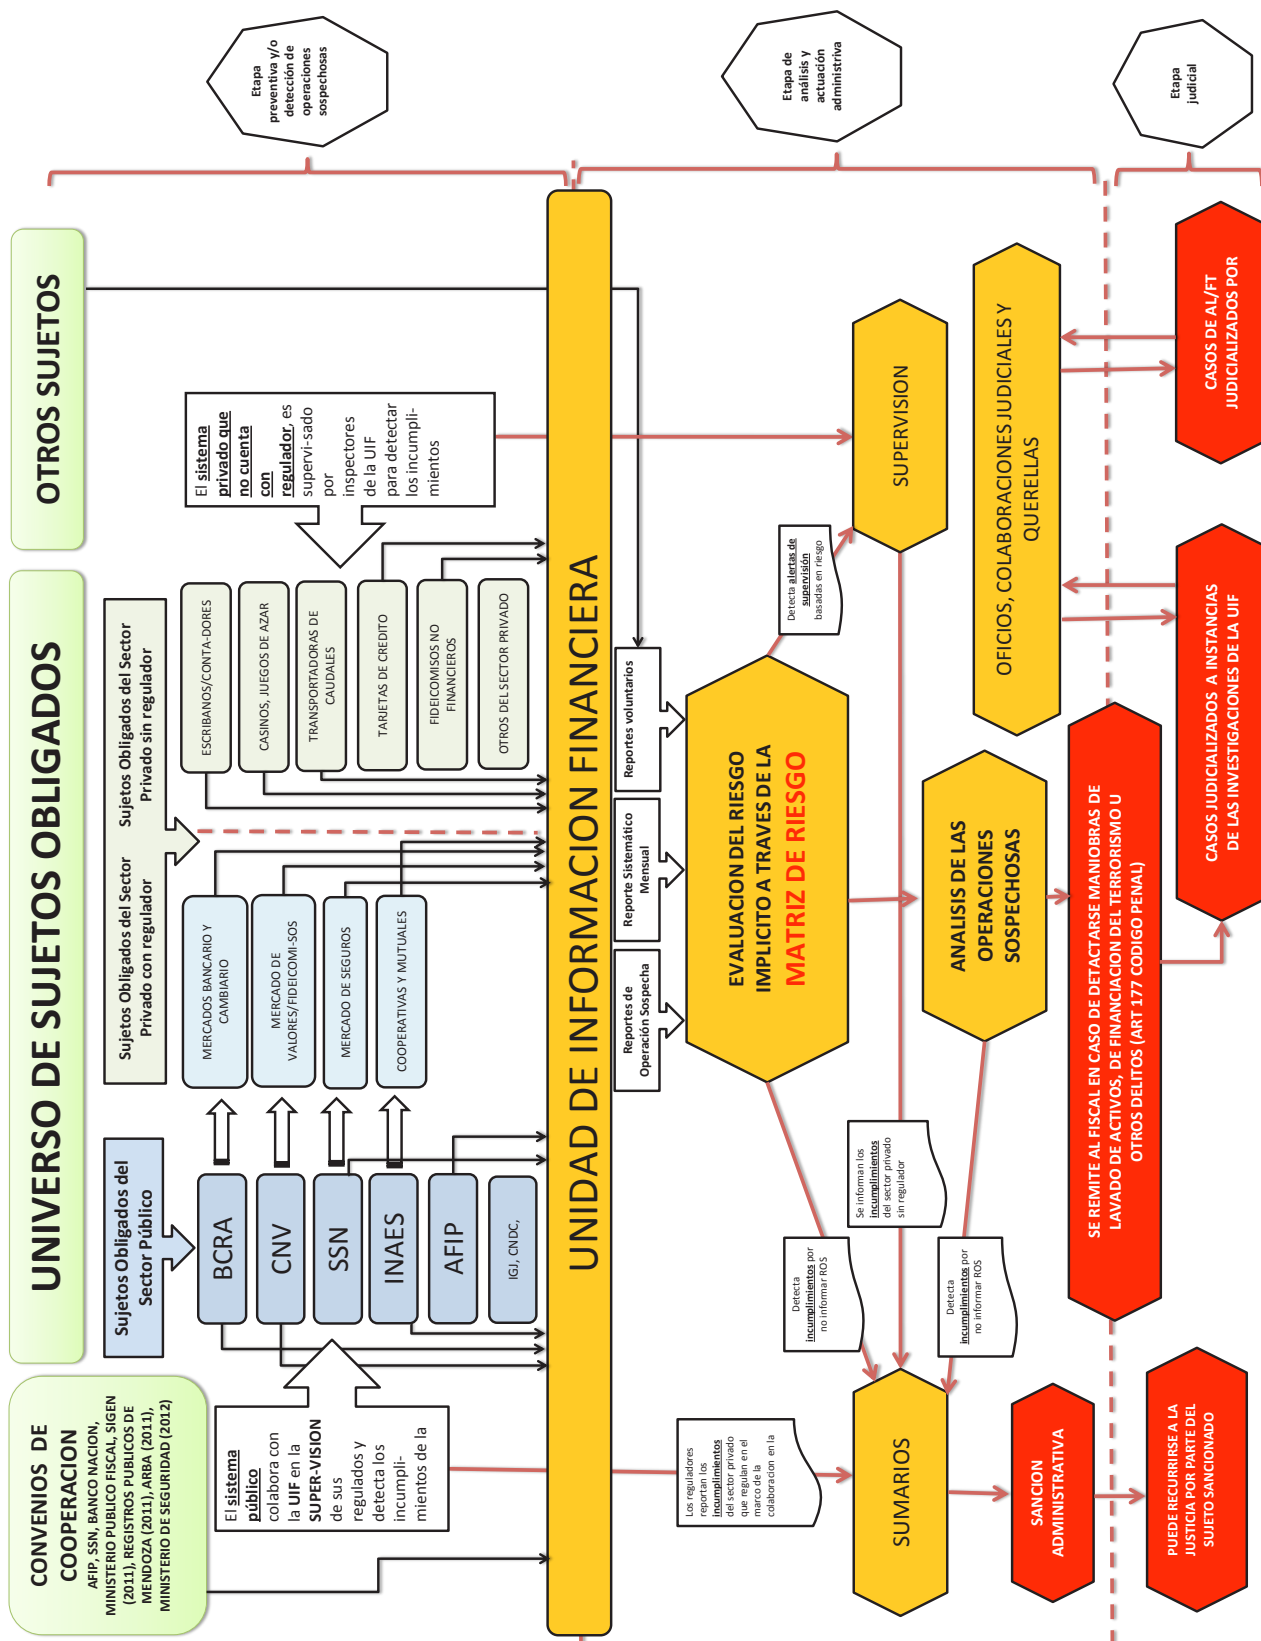 CONVENIOS DE
COOPERACION
AFIP, SSN, BANCO NACION,
MINISTERIO PUBLICO FISCAL, SIGEN
(2011), REGISTROS PUBLICOS DE
MENDOZA (2011), ARBA (2011),
MINISTERIO DE SEGURIDAD (2012)
UNIVERSO DE SUJETOS OBLIGADOS
OTROS SUJETOS
Sujetos Obligados del
Sector Público
Sujetos Obligados del Sector
Privado con regulador
Sujetos Obligados del Sector
Privado sin regulador
El sistema
público
colabora con
la UIF en la
SUPER-VISION
de sus
regulados y
detecta los
incumpli-
mientos de la
BCRA
CNV
SSN
INAES
AFIP
IGJ, CNDC,
MERCADOS BANCARIO Y
CAMBIARIO
MERCADO DE
VALORES/FIDEICOMI-SOS
MERCADO DE SEGUROS
COOPERATIVAS Y MUTUALES
ESCRIBANOS/CONTA-DORES
CASINOS, JUEGOS DE AZAR
TRANSPORTADORAS DE
CAUDALES
TARJETAS DE CREDITO
FIDEICOMISOS NO
FINANCIEROS
OTROS DEL SECTOR PRIVADO
El sistema
privado que
no cuenta
con
regulador, es
supervi-sado
por
inspectores
de la UIF
para detectar
los incumpli-
mientos
Etapa
preventiva y/o
detección de
operaciones
sospechosas
UNIDAD DE INFORMACION FINANCIERA
Reportes de
Operación Sospecha
Reporte Sistemático
Mensual
Reportes voluntarios
EVALUACION DEL RIESGO
IMPLICITO A TRAVES DE LA
MATRIZ DE RIESGO
Los reguladores
reportan los
incumplimientos
del sector privado
que regulan en el
marco de la
colaboracion en la
Detecta
incumplimientos por
no informar ROS
Se informan los
incumplimientos
del sector privado
sin regulador
Detecta
incumplimientos por
no informar ROS
Detecta alertas de
supervisión
basadas en riesgo
Etapa de
análisis y
actuación
administriva
SUMARIOS
SUPERVISION
ANALISIS DE LAS
OPERACIONES
SOSPECHOSAS
OFICIOS, COLABORACIONES JUDICIALES Y
QUERELLAS
SANCION
ADMINISTRATIVA
SE REMITE AL FISCAL EN CASO DE DETACTARSE MANIOBRAS DE
LAVADO DE ACTIVOS, DE FINANCIACION DEL TERRORISMO U
OTROS DELITOS (ART 177 CODIGO PENAL)
PUEDE RECURRIRSE A LA
JUSTICIA POR PARTE DEL
SUJETO SANCIONADO
CASOS JUDICIALIZADOS A INSTANCIAS
DE LAS INVESTIGACIONES DE LA UIF
CASOS DE AL/FT
JUDICIALIZADOS POR
Etapa
judicial